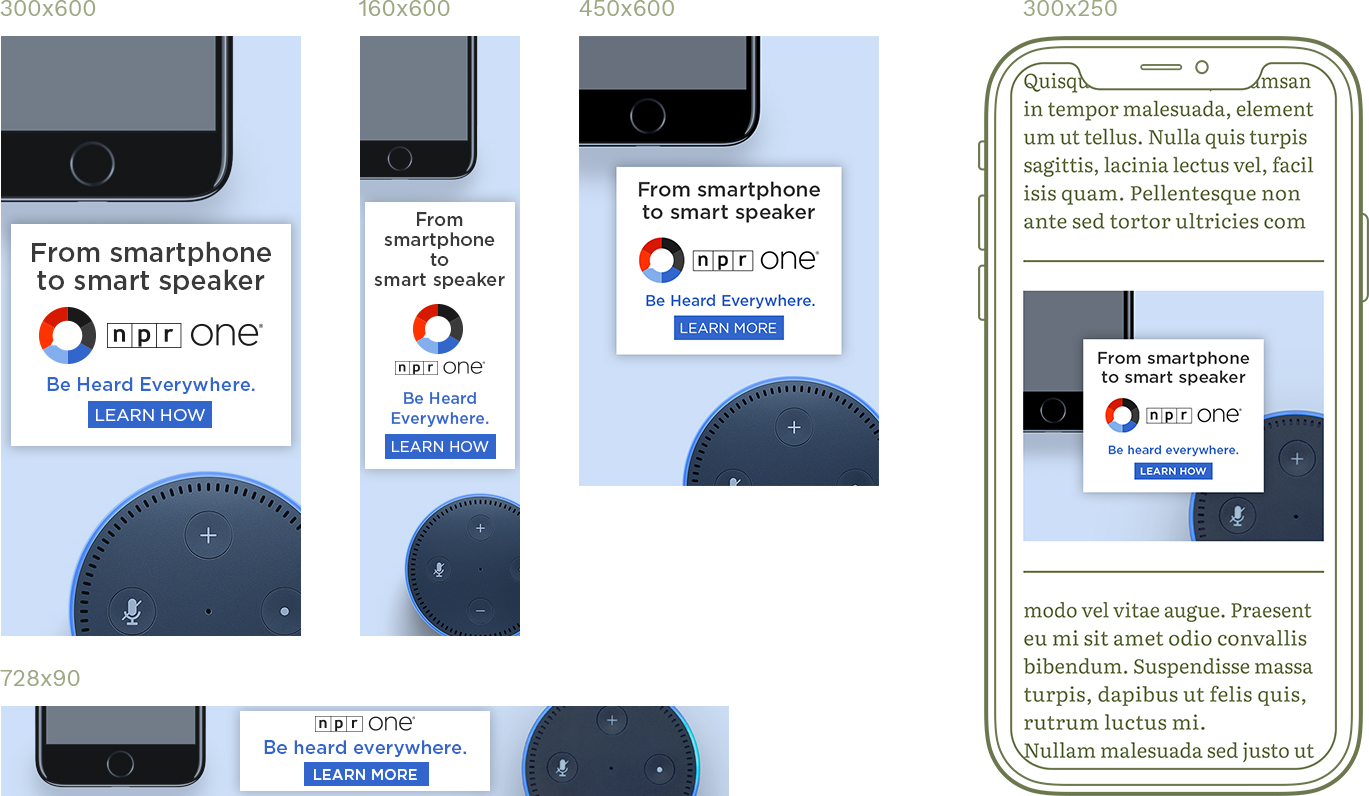 300x600
From smartphone
to smart speaker
npr one®
Be Heard Everywhere.
LEARN HOW
160x600
From
smartphone
to
smart speaker
npr one®
Be Heard
Everywhere.
LEARN HOW
450x600
From smartphone
to smart speaker
npr one®
Be Heard Everywhere.
LEARN MORE
728x90
npr one®
Be heard everywhere.
LEARN MORE
300x250
in tempor malesuada, element
um ut tellus. Nulla quis turpis
sagittis, lacinia lectus vel, facil
isis quam. Pellentesque non
ante sed tortor ultricies com
From smartphone
to smart speaker
npr one®
Be heard everywhere.
LEARN HOW
modo vel vitae augue. Praesent
eu mi sit amet odio convallis
bibendum. Suspendisse massa
turpis, dapibus ut felis quis,
rutrum luctus mi.
Nullam malesuada sed justo ut